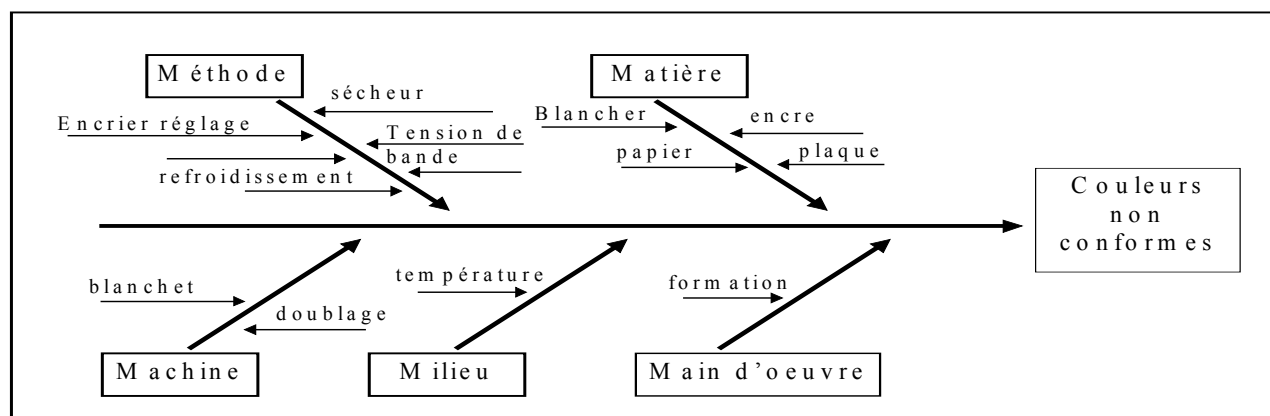 Méthode
Matière
sécheur
Blancher
encre
Encrier réglage
Tension de
bande
papier
plaque
refroidissement
Couleurs
non
conformes
température
formation
blanchet
doublage
Machine
Milieu
Main d'oeuvre